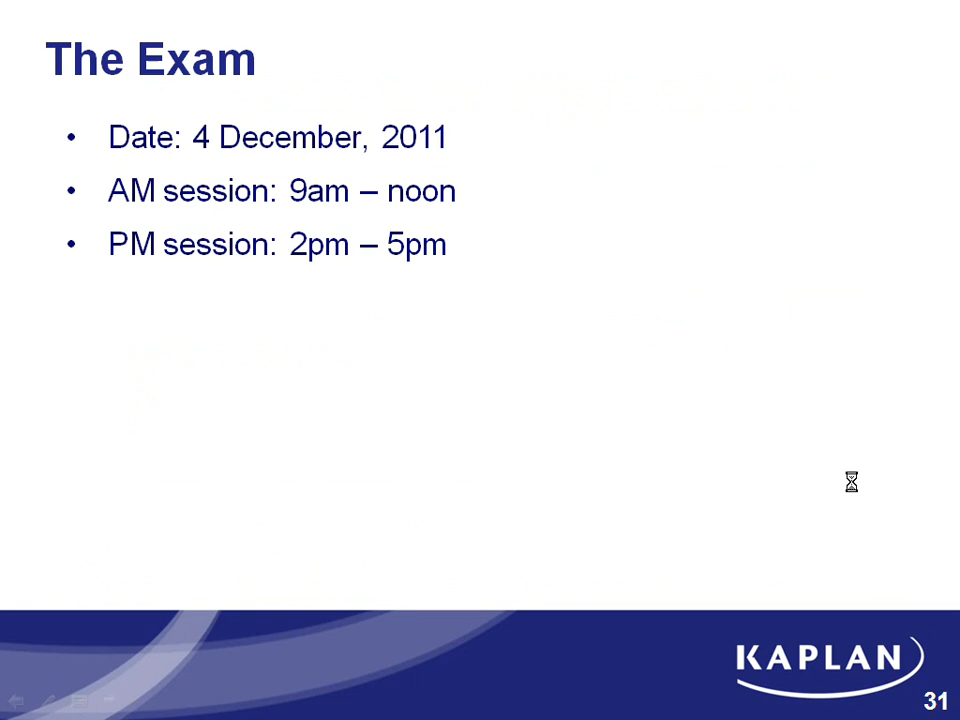 The Exam
• Date: 4 December, 2011
• AM session: 9am – noon
• PM session: 2pm – 5pm
KAPLAN
31